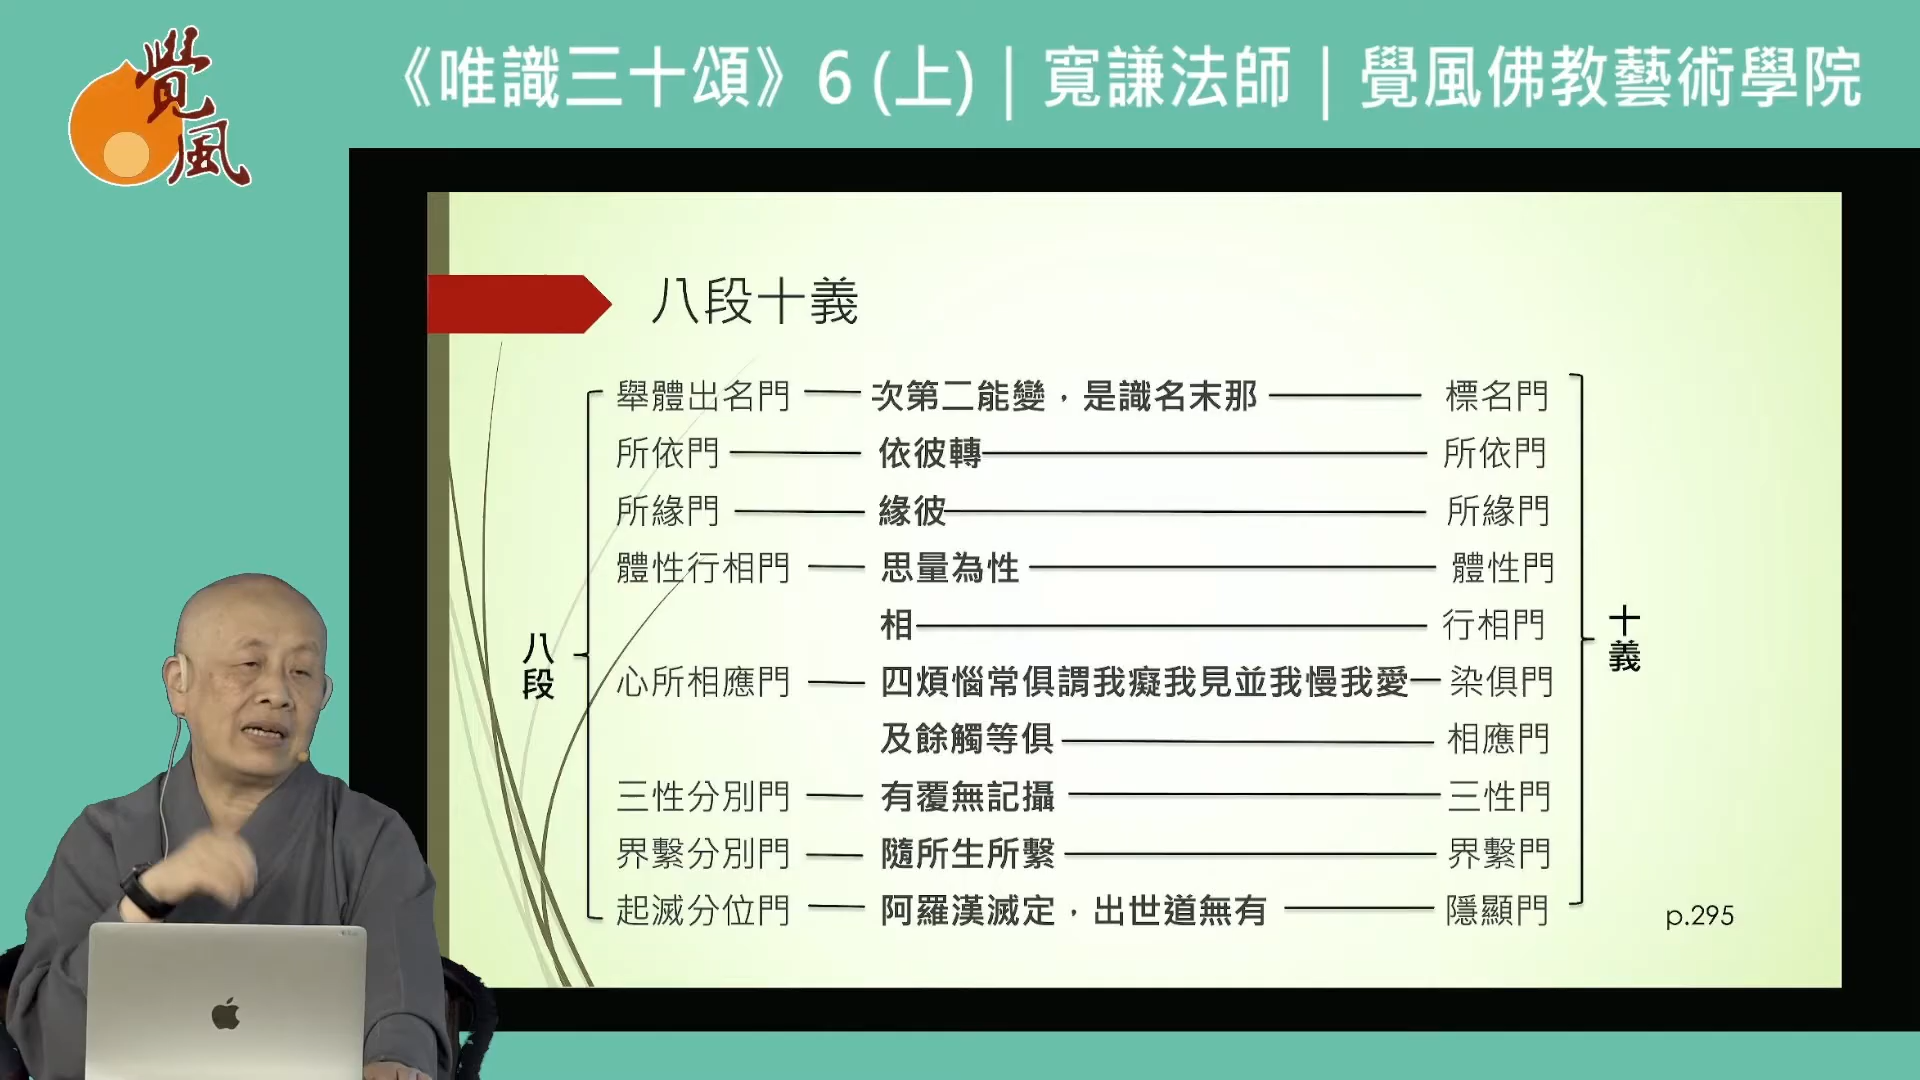 覺風
《唯識三十頌》6 (上)｜寬謙法師｜覺風佛教藝術學院
八段十義
八段
舉體出名門 次第二能變，是識名末那 標名門
所依門 依彼轉 所依門
所緣門 緣彼 所緣門
體性行相門 思量為性 體性門
相 行相門
心所相應門 四煩惱常俱謂我癡我見並我慢我愛 染俱門
及餘觸等俱 相應門
三性分別門 有覆無記攝 三性門
界繫分別門 隨所生所繫 界繫門
起滅分位門 阿羅漢滅定，出世道無有 隱顯門
十義
p.295